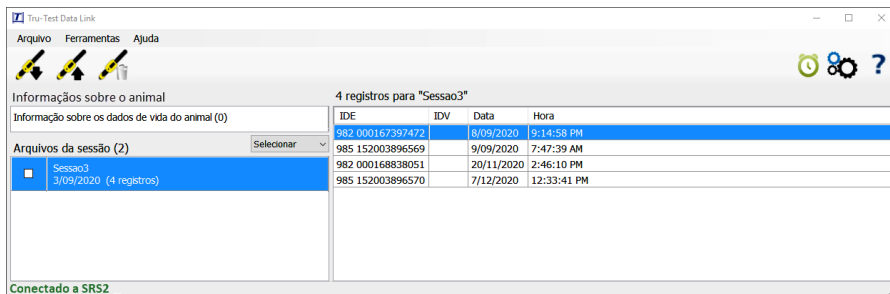 Tru-Test Data Link
Arquivo Ferramentas Ajuda
Informações sobre o animal
Informação sobre os dados de vida do animal (0)
Arquivos da sessão (2)
Selecionar
Sessao3
3/09/2020 (4 registros)
4 registros para "Sessao3"
IDE IDV Data Hora
982 000167397472 8/09/2020 9:14:58 PM
985 152003896569 9/09/2020 7:47:39 AM
982 000168838051 20/11/2020 2:46:10 PM
985 152003896570 7/12/2020 12:33:41 PM
Conectado a SRS2